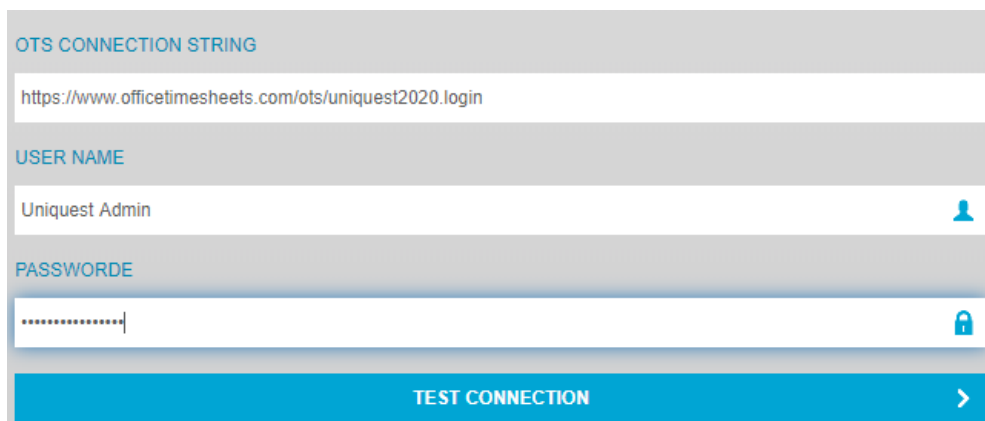 OTS CONNECTION STRING
https://www.officetimesheets.com/ots/uniquest2020.login
USER NAME
Uniquest Admin
PASSWORDE
••••••••••••••••
TEST CONNECTION